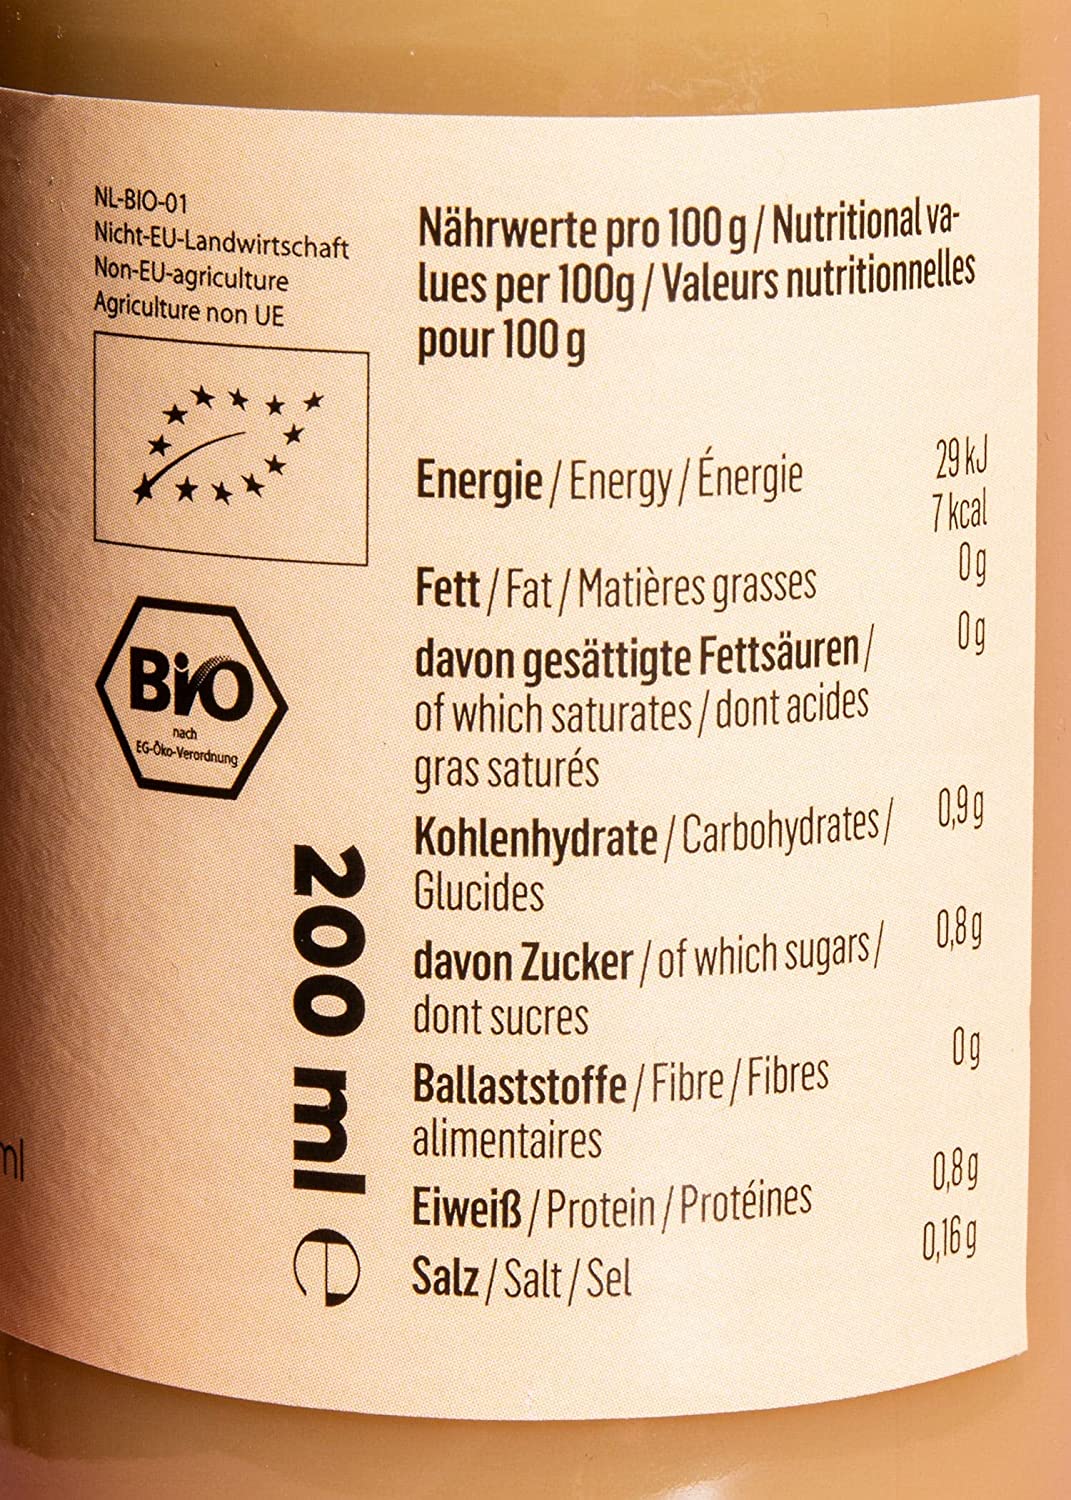 NL-BIO-01
Nicht-EU-Landwirtschaft
Non-EU-agriculture
Agriculture non UE
Bio
nach
EG-Öko-Verordnung
200 ml e
ml
Nährwerte pro 100 g / Nutritional va-
lues per 100g / Valeurs nutritionnelles
pour 100 g
Energie / Energy / Énergie 29 kJ
7 kcal
Fett / Fat / Matières grasses 0 g
davon gesättigte Fettsäuren / 0 g
of which saturates / dont acides
gras saturés
Kohlenhydrate / Carbohydrates / 0,9 g
Glucides
davon Zucker / of which sugars / 0,8 g
dont sucres
Ballaststoffe / Fibre / Fibres 0 g
alimentaires
Eiweiß / Protein / Protéines 0,8 g
Salz / Salt / Sel 0,16 g